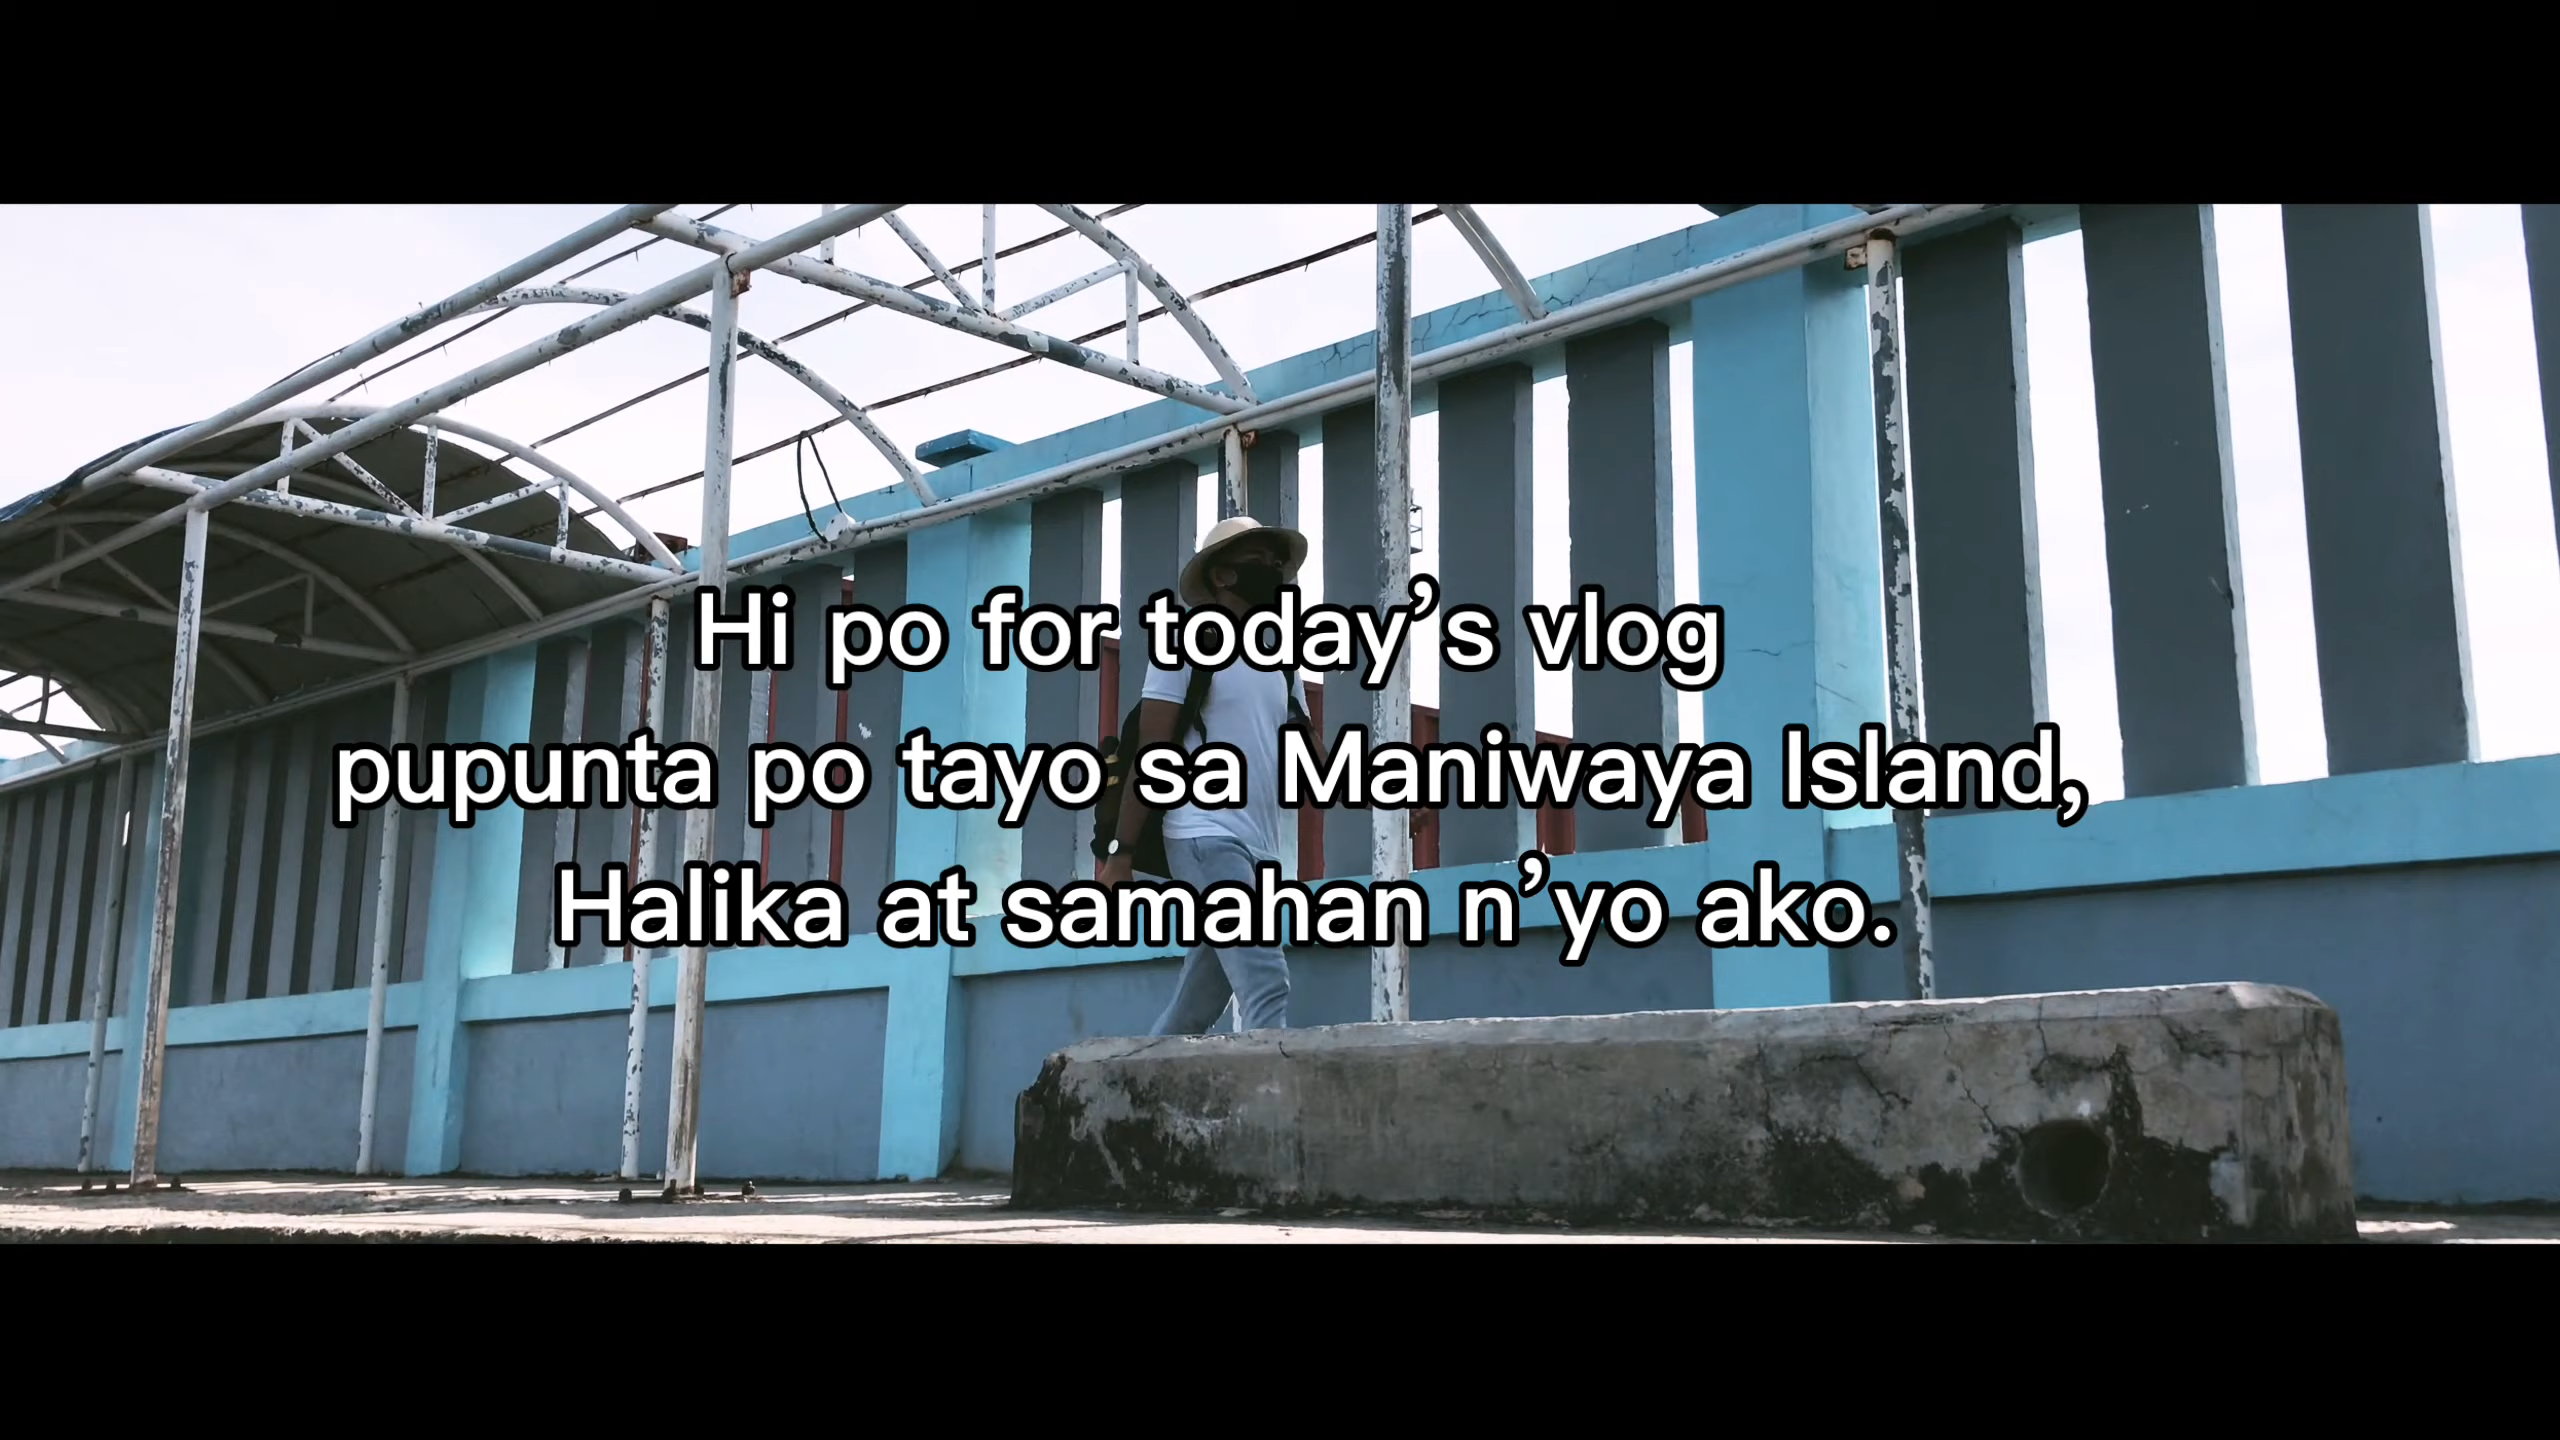 Hi po for today’s vlog
pupunta po tayo sa Maniwaya Island,
Halika at samahan n’yo ako.